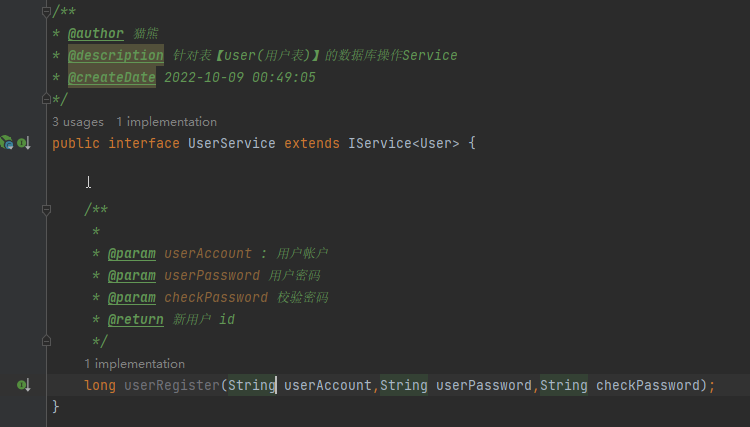 /**
* @author 猫熊
* @description 针对表【user(用户表)】的数据库操作Service
* @createDate 2022-10-09 00:49:05
*/
3 usages 1 implementation
public interface UserService extends IService<User> {
/**
*
* @param userAccount : 用户帐户
* @param userPassword 用户密码
* @param checkPassword 校验密码
* @return 新用户 id
*/
1 implementation
long userRegister(String userAccount,String userPassword,String checkPassword);
}